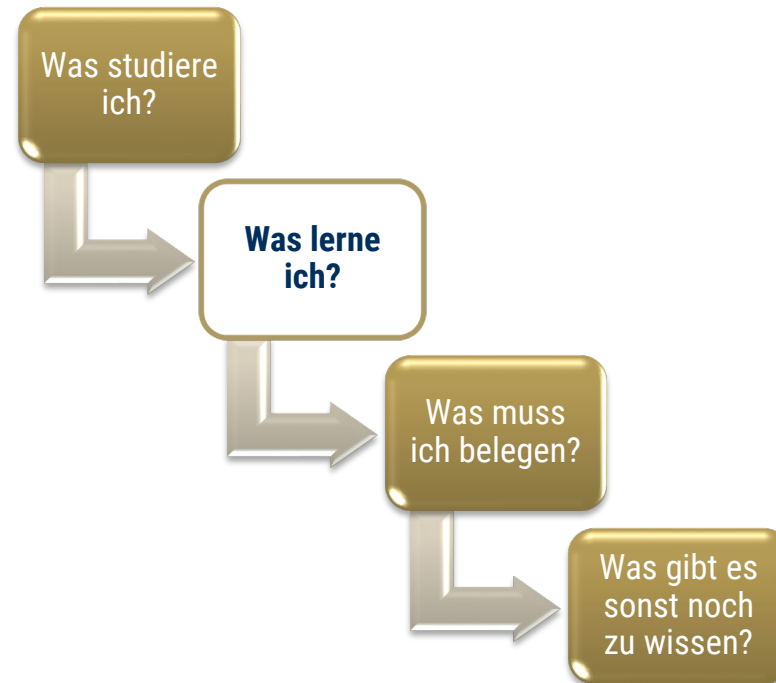 Was studiere
ich?
Was lerne
ich?
Was muss
ich belegen?
Was gibt es
sonst noch
zu wissen?